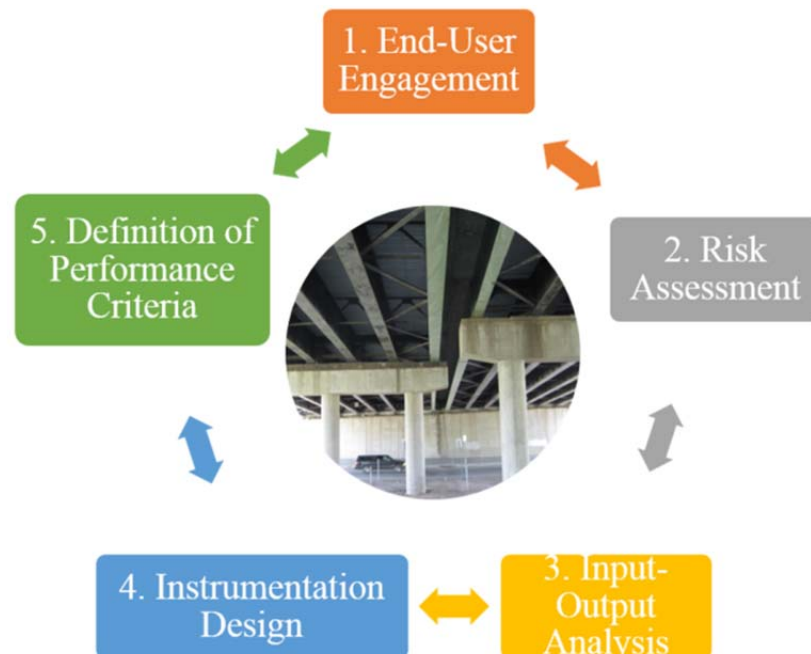 1. End-User
Engagement
2. Risk
Assessment
3. Input-
Output
Analysis
4. Instrumentation
Design
5. Definition of
Performance
Criteria